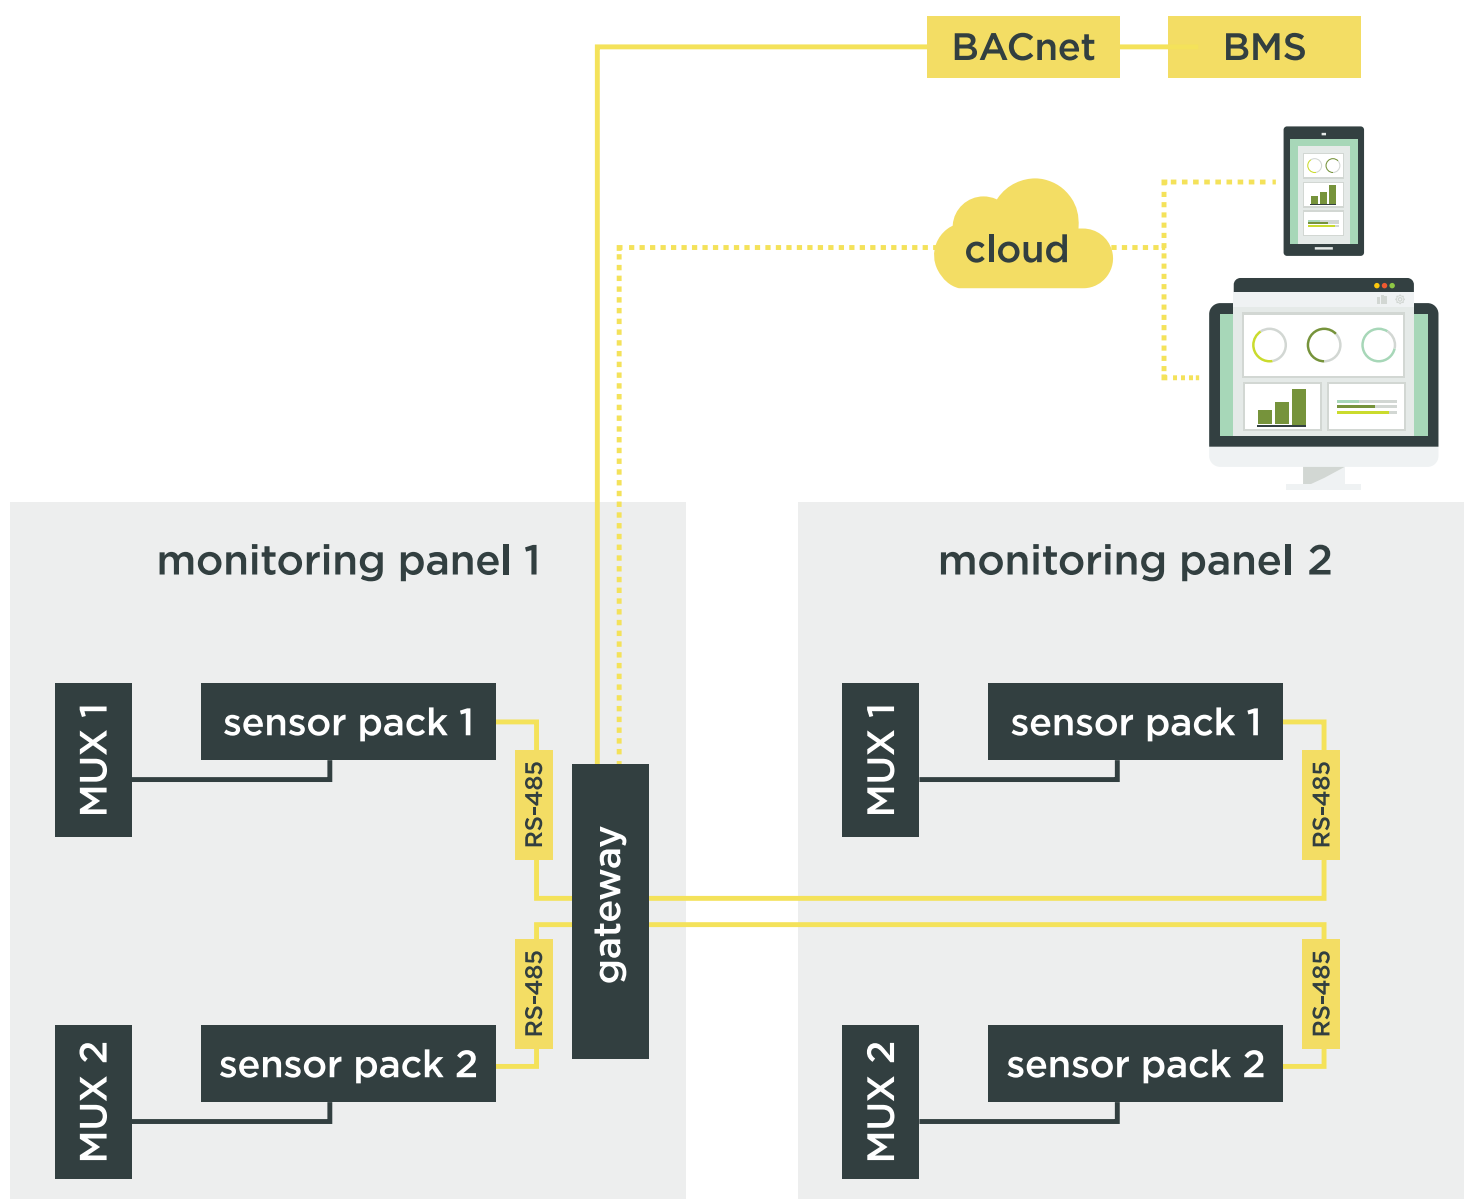 BACnet
BMS
cloud
monitoring panel 1
MUX 1
sensor pack 1
RS-485
gateway
RS-485
MUX 2
sensor pack 2
monitoring panel 2
MUX 1
sensor pack 1
RS-485
RS-485
MUX 2
sensor pack 2